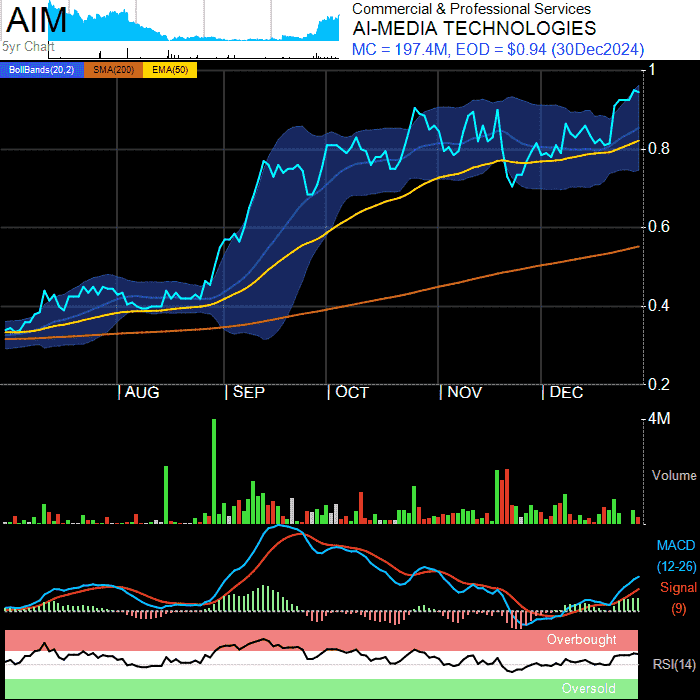 AIM
5yr Chart
Commercial & Professional Services
AI-MEDIA TECHNOLOGIES
MC = 197.4M, EOD = $0.94 (30Dec2024)
BollBands(20,2) SMA(200) EMA(50)
1
0.8
0.6
0.4
0.2
AUG SEP OCT NOV DEC
4M
Volume
MACD
(12-26)
Signal
(9)
Overbought
RSI(14)
Oversold